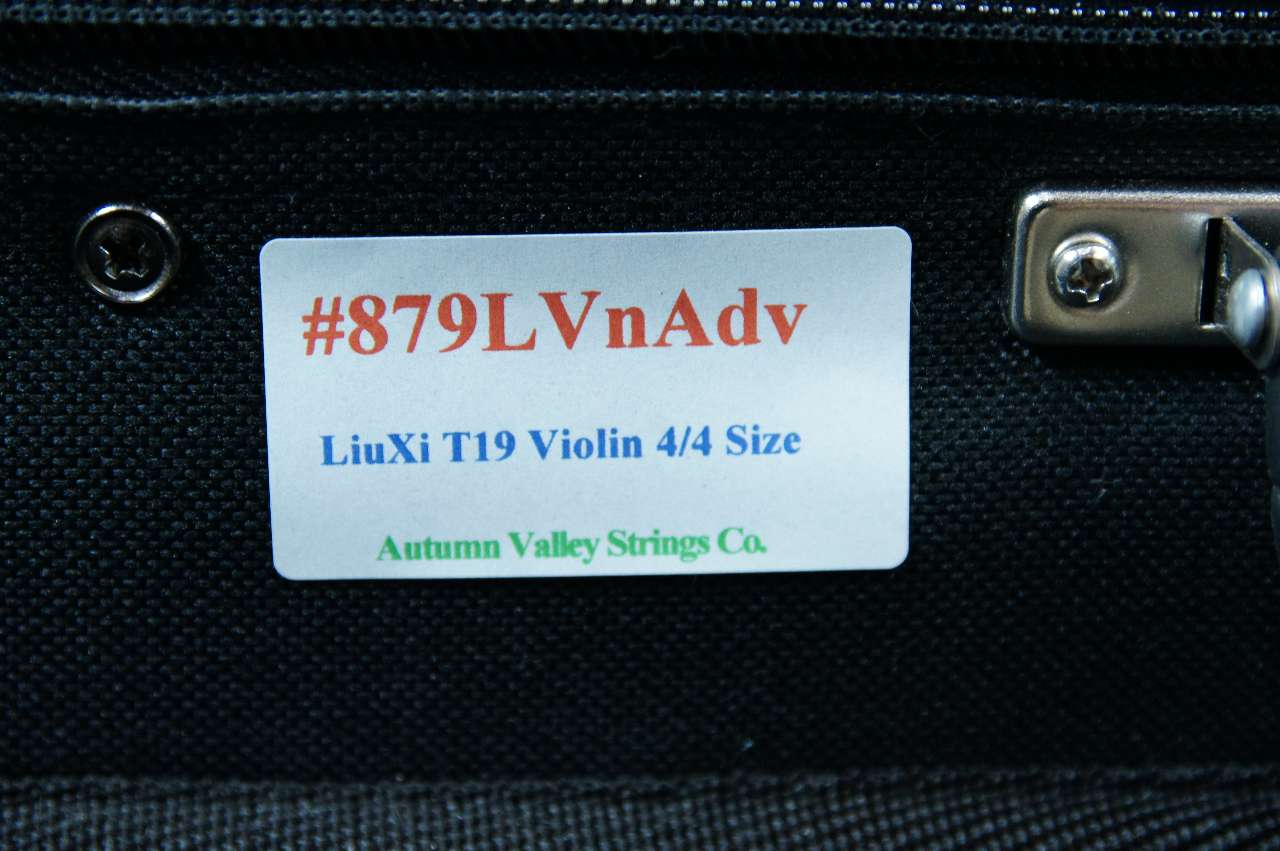 #879LVnAdv
LiuXi T19 Violin 4/4 Size
Autumn Valley Strings Co.